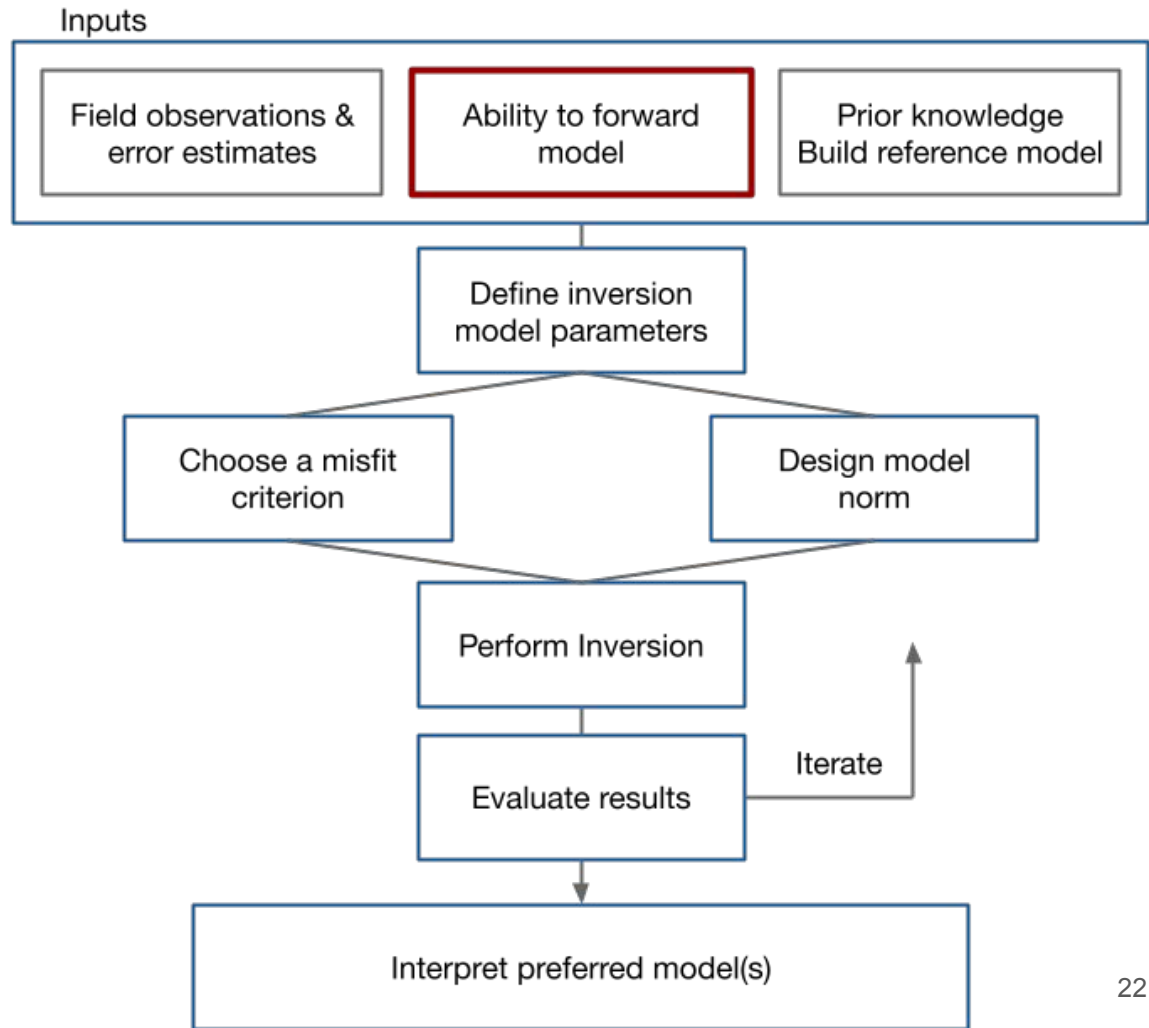 Inputs
Field observations &
error estimates
Ability to forward
model
Prior knowledge
Build reference model
Define inversion
model parameters
Choose a misfit
criterion
Design model
norm
Perform Inversion
Evaluate results
Iterate
Interpret preferred model(s)
22